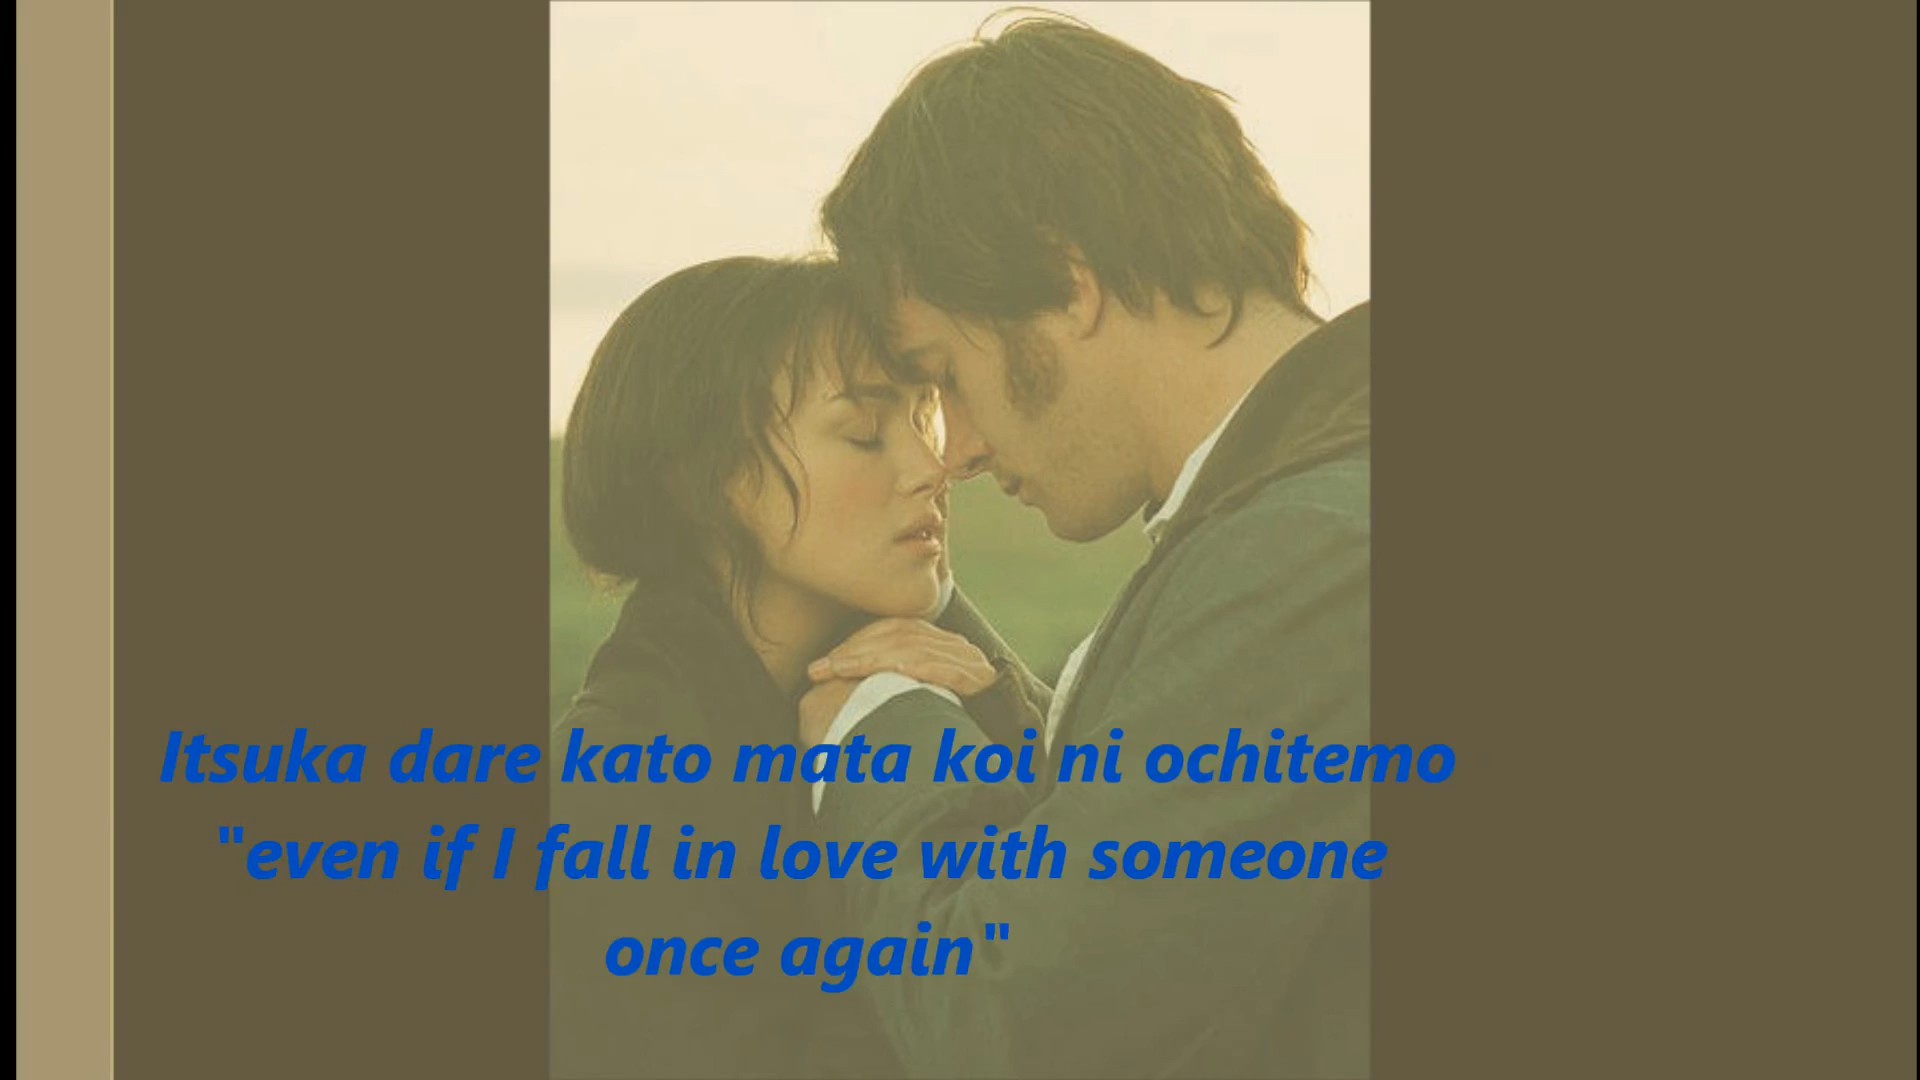 Itsuka dare kato mata koi ni ochitemo
"even if I fall in love with someone
once again"